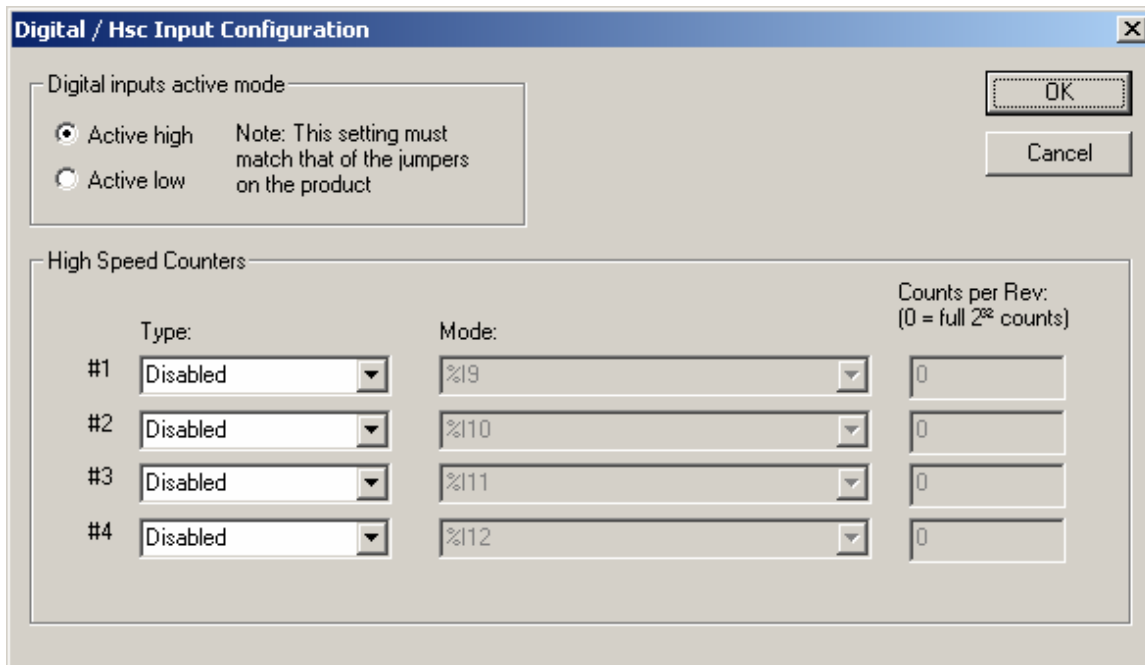 Digital / Hsc Input Configuration
Digital inputs active mode
Active high
Active low
Note: This setting must
match that of the jumpers
on the product
OK
Cancel
High Speed Counters
Type:
Mode:
Counts per Rev:
(0 = full 2³² counts)
#1 Disabled %I9 0
#2 Disabled %I10 0
#3 Disabled %I11 0
#4 Disabled %I12 0